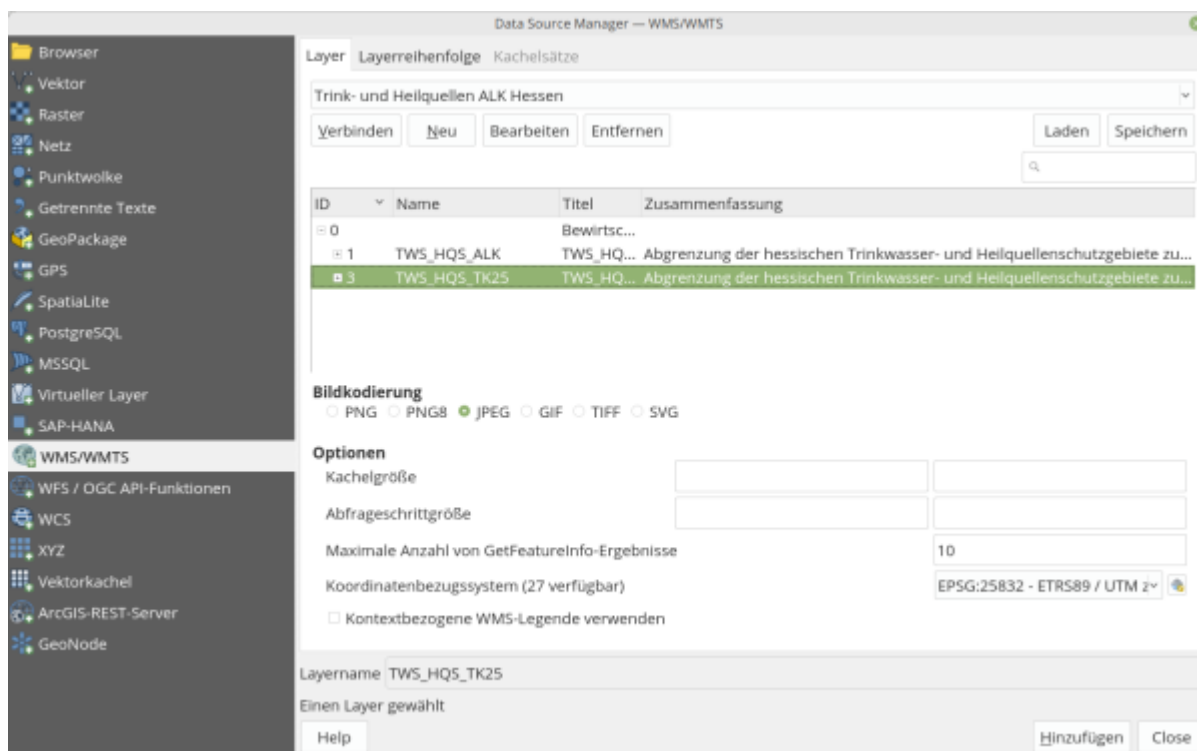 Data Source Manager — WMS/WMTS
Browser
Vektor
Raster
Netz
Punktwolke
Getrennte Texte
GeoPackage
GPS
SpatiaLite
PostgreSQL
MSSQL
Virtueller Layer
SAP-HANA
WMS/WMTS
WFS / OGC API-Funktionen
WCS
XYZ
Vektorkachel
ArcGIS-REST-Server
GeoNode
Layer Layerreihenfolge Kachelsätze
Trink- und Heilquellen ALK Hessen
Verbinden Neu Bearbeiten Entfernen Laden Speichern
ID Name Titel Zusammenfassung
0 Bewirtsc...
1 TWS_HQS_ALK TWS_HQ... Abgrenzung der hessischen Trinkwasser- und Heilquellenschutzgebiete zu...
3 TWS_HQS_TK25 TWS_HQ... Abgrenzung der hessischen Trinkwasser- und Heilquellenschutzgebiete zu...
Bildkodierung
PNG PNG8 JPEG GIF TIFF SVG
Optionen
Kachelgröße
Abfrageschrittgröße
Maximale Anzahl von GetFeatureInfo-Ergebnisse 10
Koordinatenbezugssystem (27 verfügbar) EPSG:25832 - ETRS89 / UTM z
Kontextbezogene WMS-Legende verwenden
Layername TWS_HQS_TK25
Einen Layer gewählt
Help Hinzufügen Close